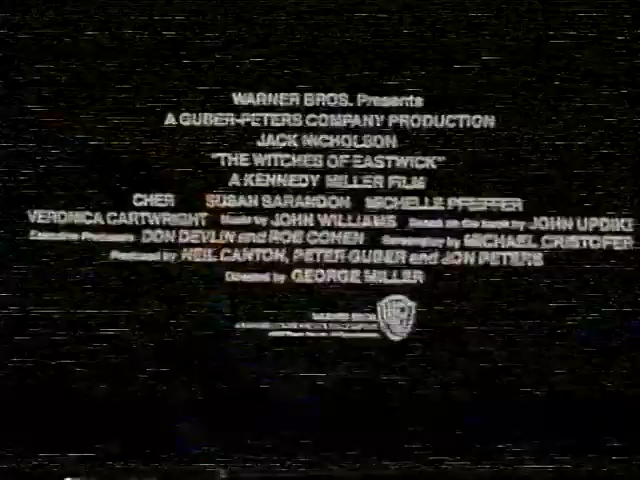 WARNER BROS. Presents
A GUBER-PETERS COMPANY PRODUCTION
JACK NICHOLSON
"THE WITCHES OF EASTWICK"
A KENNEDY MILLER FILM
CHER SUSAN SARANDON MICHELLE PFEIFFER
VERONICA CARTWRIGHT Music by JOHN WILLIAMS Based on the book by JOHN UPDIKE
Executive Producers DON DEVLIN and ROB COHEN Screenplay by MICHAEL CRISTOFER
Produced by NEIL CANTON, PETER GUBER and JON PETERS
Directed by GEORGE MILLER